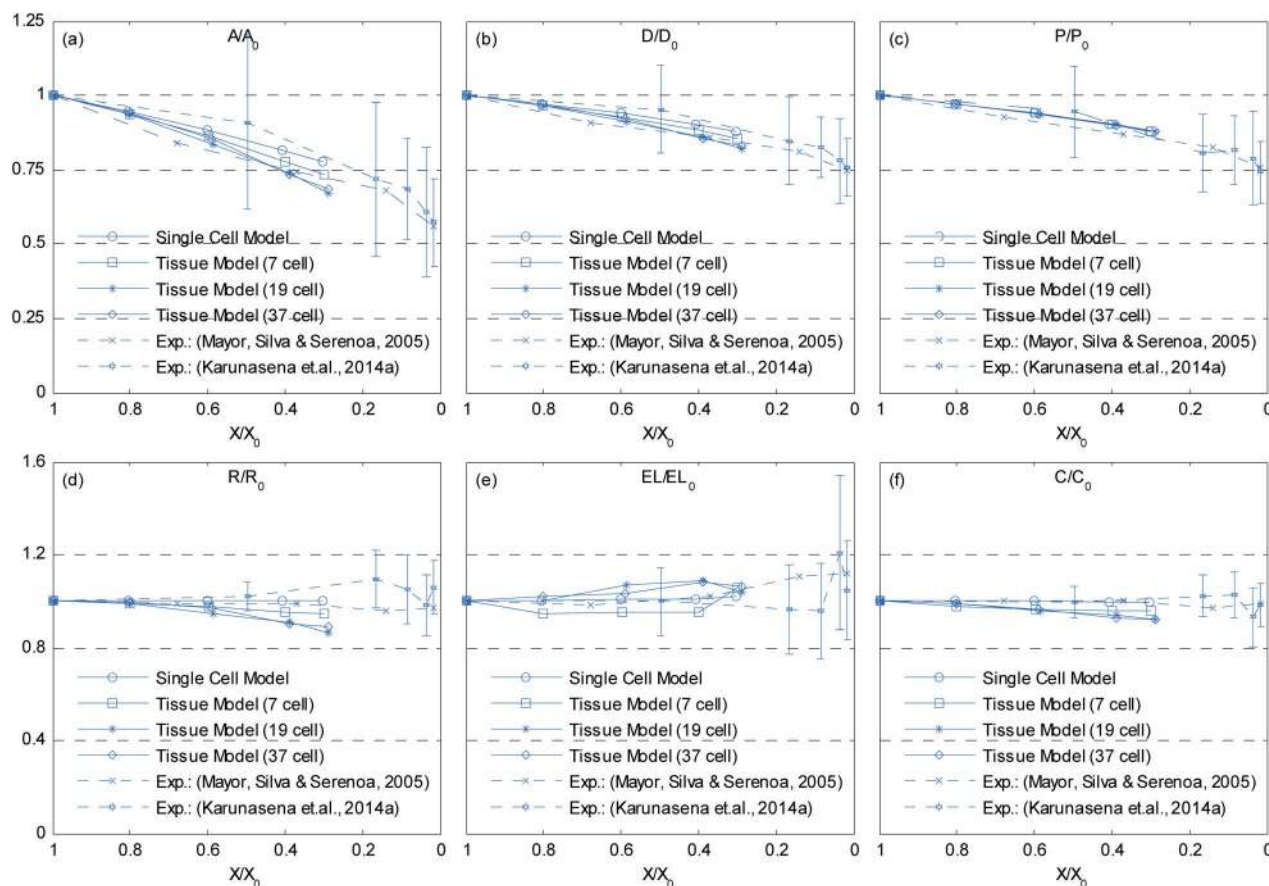 (a) A/A0
1.25
1
0.75
0.5
0.25
0
Single Cell Model
Tissue Model (7 cell)
Tissue Model (19 cell)
Tissue Model (37 cell)
Exp.: (Mayor, Silva & Serenoa, 2005)
Exp.: (Karunasena et.al., 2014a)
1 0.8 0.6 0.4 0.2 0
X/X0
(b) D/D0
Single Cell Model
Tissue Model (7 cell)
Tissue Model (19 cell)
Tissue Model (37 cell)
Exp.: (Mayor, Silva & Serenoa, 2005)
Exp.: (Karunasena et.al., 2014a)
1 0.8 0.6 0.4 0.2 0
X/X0
(c) P/P0
Single Cell Model
Tissue Model (7 cell)
Tissue Model (19 cell)
Tissue Model (37 cell)
Exp.: (Mayor, Silva & Serenoa, 2005)
Exp.: (Karunasena et.al., 2014a)
1 0.8 0.6 0.4 0.2 0
X/X0
(d) R/R0
1.6
1.2
0.8
0.4
0
Single Cell Model
Tissue Model (7 cell)
Tissue Model (19 cell)
Tissue Model (37 cell)
Exp.: (Mayor, Silva & Serenoa, 2005)
Exp.: (Karunasena et.al., 2014a)
1 0.8 0.6 0.4 0.2 0
X/X0
(e) EL/EL0
Single Cell Model
Tissue Model (7 cell)
Tissue Model (19 cell)
Tissue Model (37 cell)
Exp.: (Mayor, Silva & Serenoa, 2005)
Exp.: (Karunasena et.al., 2014a)
1 0.8 0.6 0.4 0.2 0
X/X0
(f) C/C0
Single Cell Model
Tissue Model (7 cell)
Tissue Model (19 cell)
Tissue Model (37 cell)
Exp.: (Mayor, Silva & Serenoa, 2005)
Exp.: (Karunasena et.al., 2014a)
1 0.8 0.6 0.4 0.2 0
X/X0